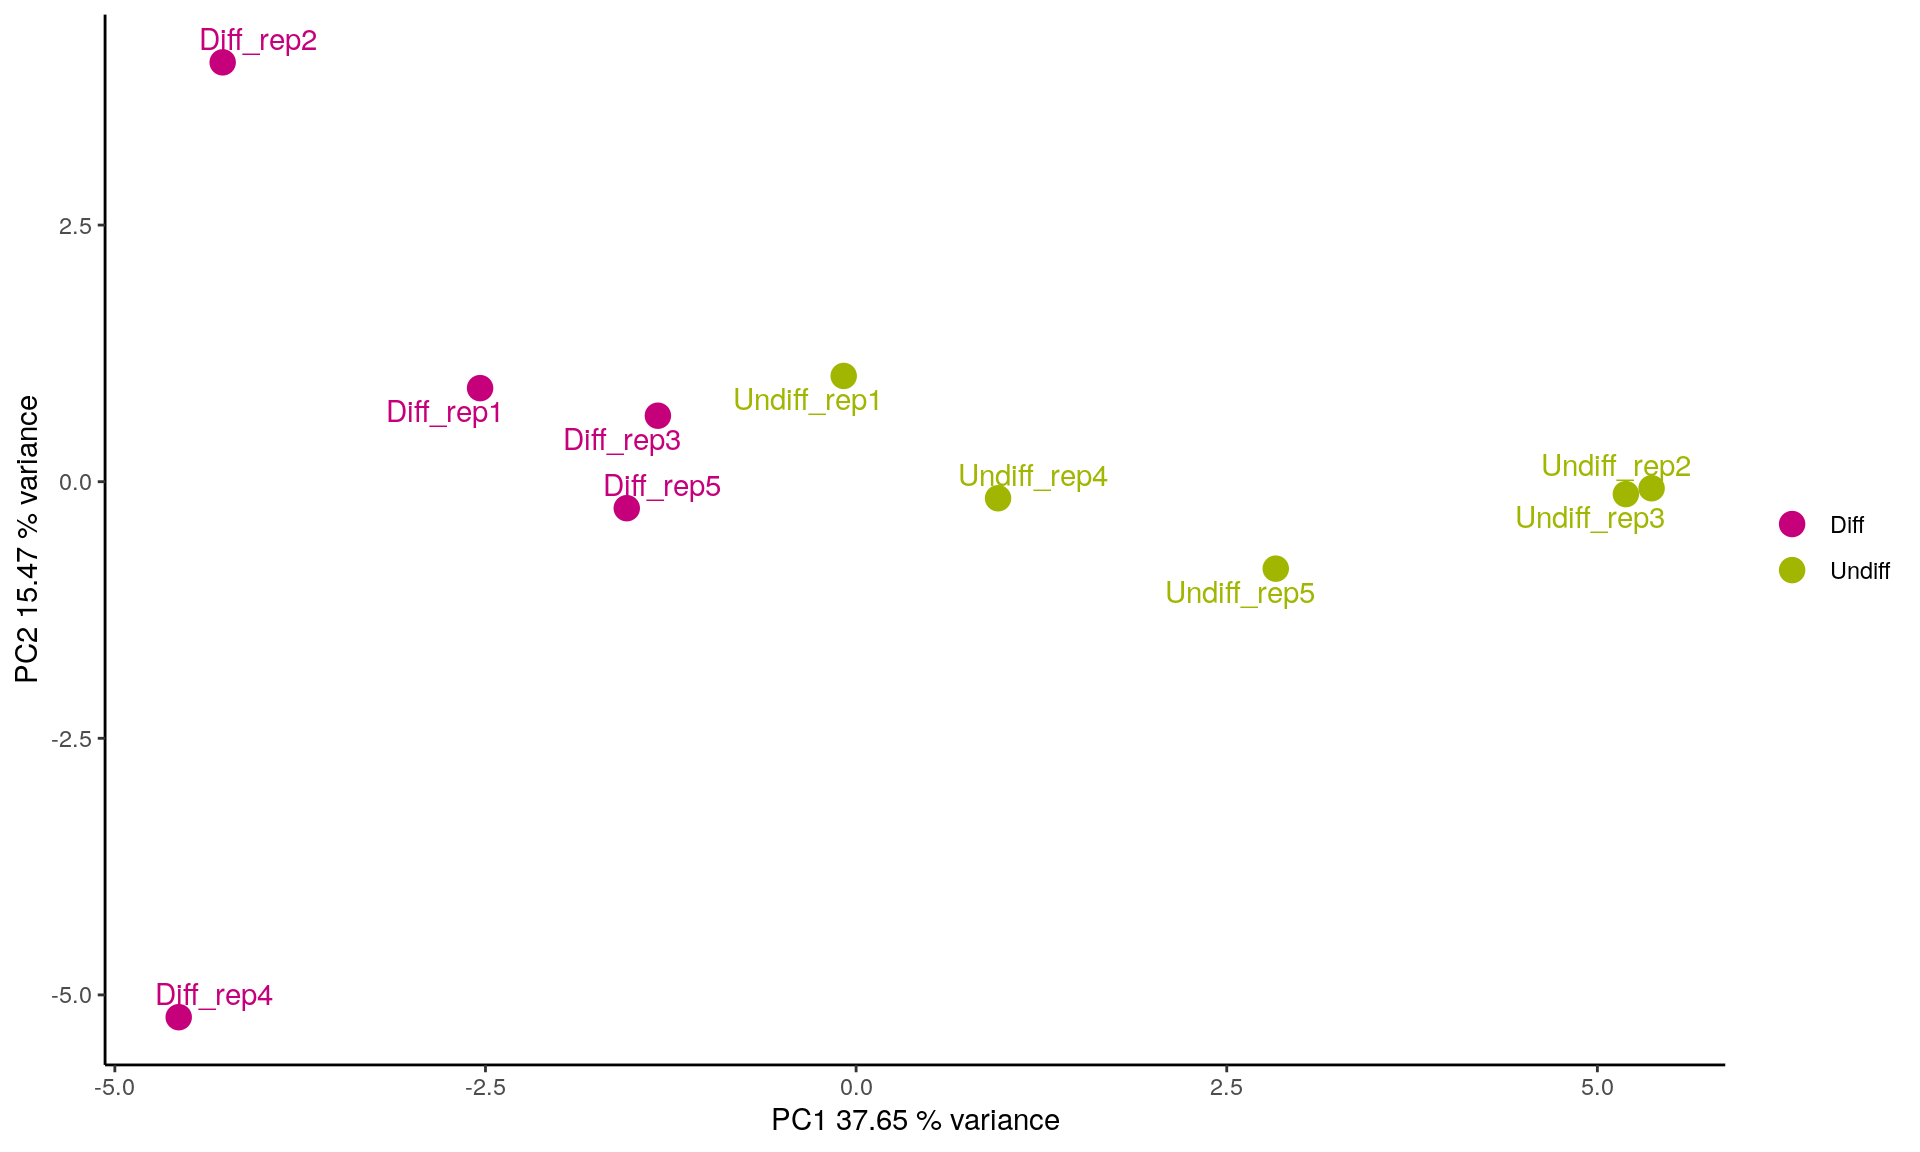 Diff_rep2
2.5
Diff_rep1
Undiff_rep1
Diff_rep3
Diff_rep5
Undiff_rep4
Undiff_rep2
Undiff_rep3
0.0
Undiff_rep5
-2.5
Diff_rep4
-5.0
PC2 15.47 % variance
-5.0
-2.5
0.0
2.5
5.0
PC1 37.65 % variance
Diff
Undiff